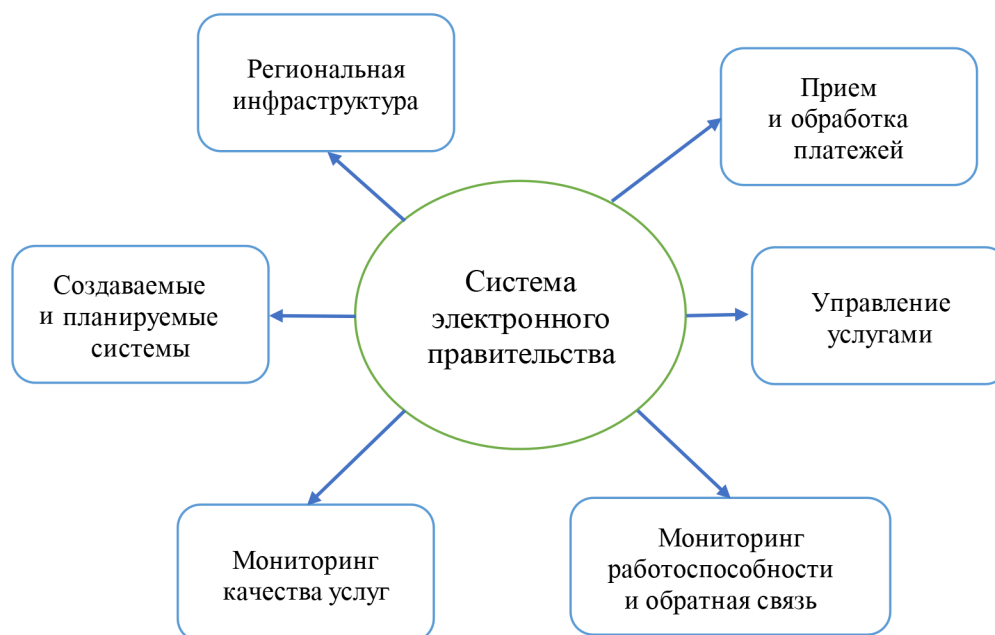 Региональная
инфраструктура
Прием
и обработка
платежей
Создаваемые
и планируемые
системы
Система
электронного
правительства
Управление
услугами
Мониторинг
качества услуг
Мониторинг
работоспособности
и обратная связь